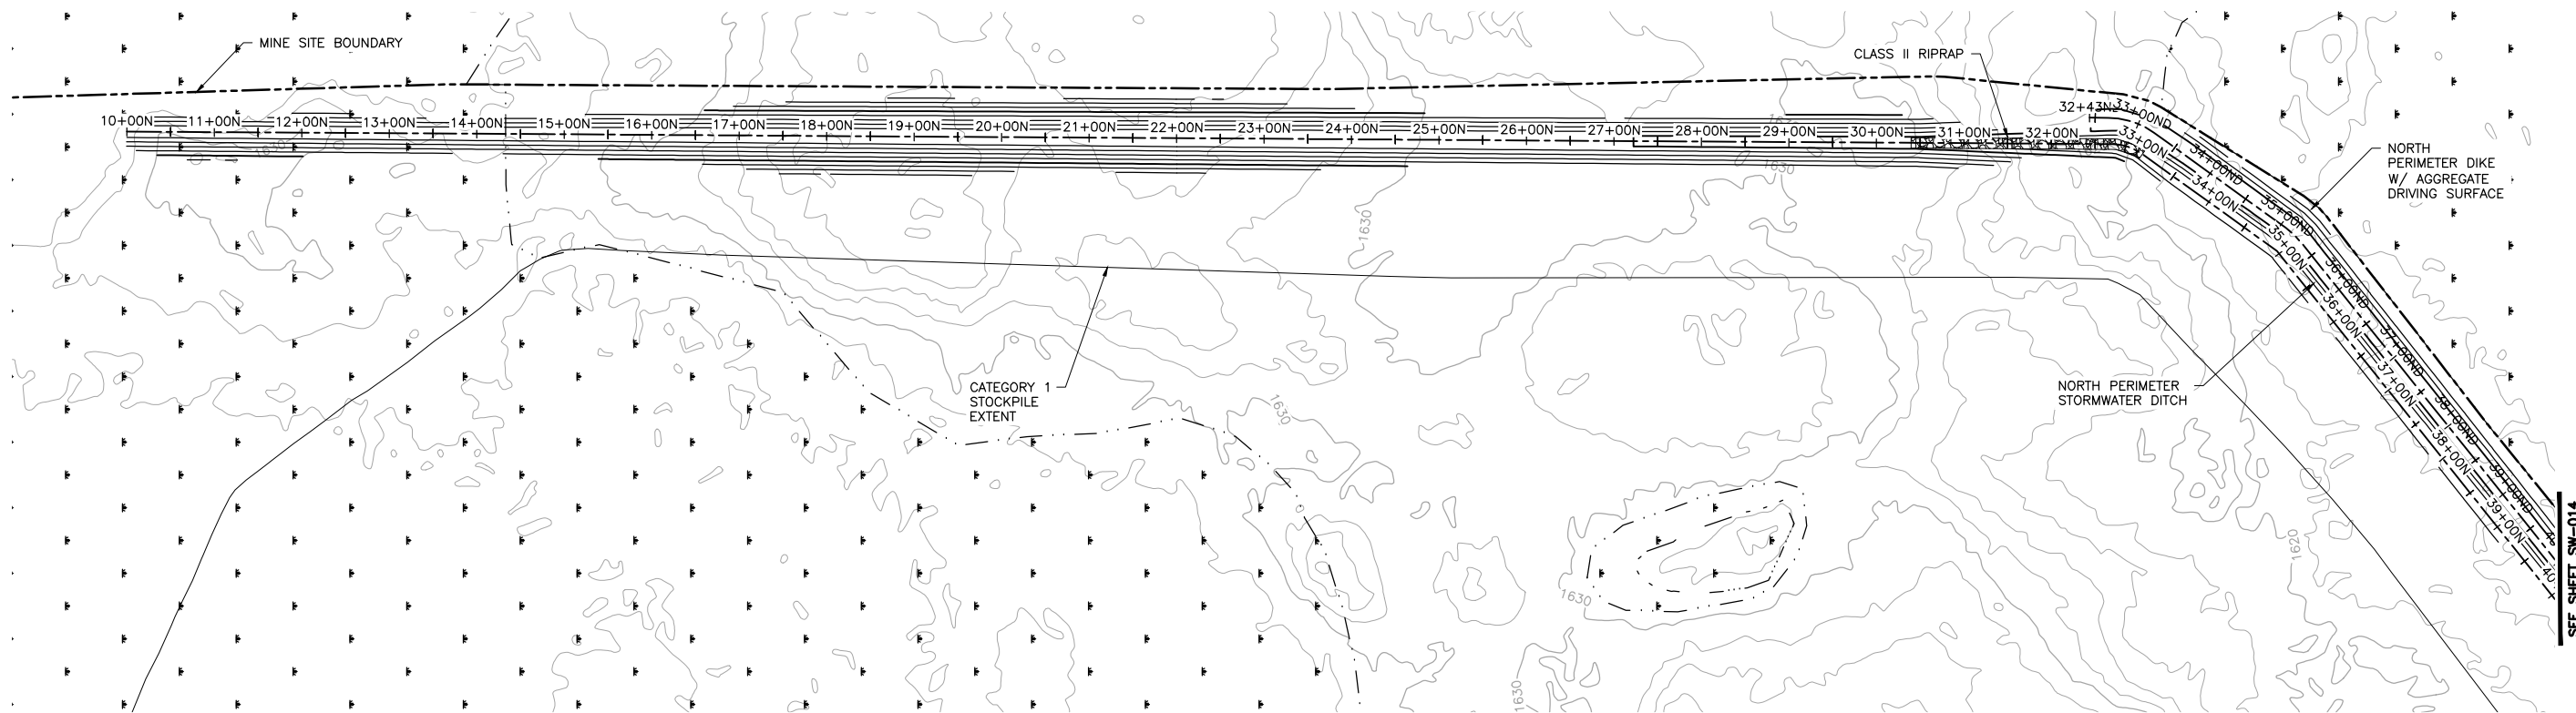 MINE SITE BOUNDARY
CLASS II RIPRAP
10+00N
11+00N
12+00N
13+00N
14+00N
15+00N
16+00N
17+00N
18+00N
19+00N
20+00N
21+00N
22+00N
23+00N
24+00N
25+00N
26+00N
27+00N
28+00N
29+00N
30+00N
31+00N
32+00N
33+00N
34+00N
35+00N
36+00N
37+00N
38+00N
39+00N
40
33+00ND
34+00ND
35+00ND
36+00ND
37+00ND
38+00ND
39+00ND
NORTH
PERIMETER DIKE
W/ AGGREGATE
DRIVING SURFACE
CATEGORY 1
STOCKPILE
EXTENT
NORTH PERIMETER
STORMWATER DITCH
1630
1630
1630
1630
1630
1630
1620
SEE SHEET SW-014